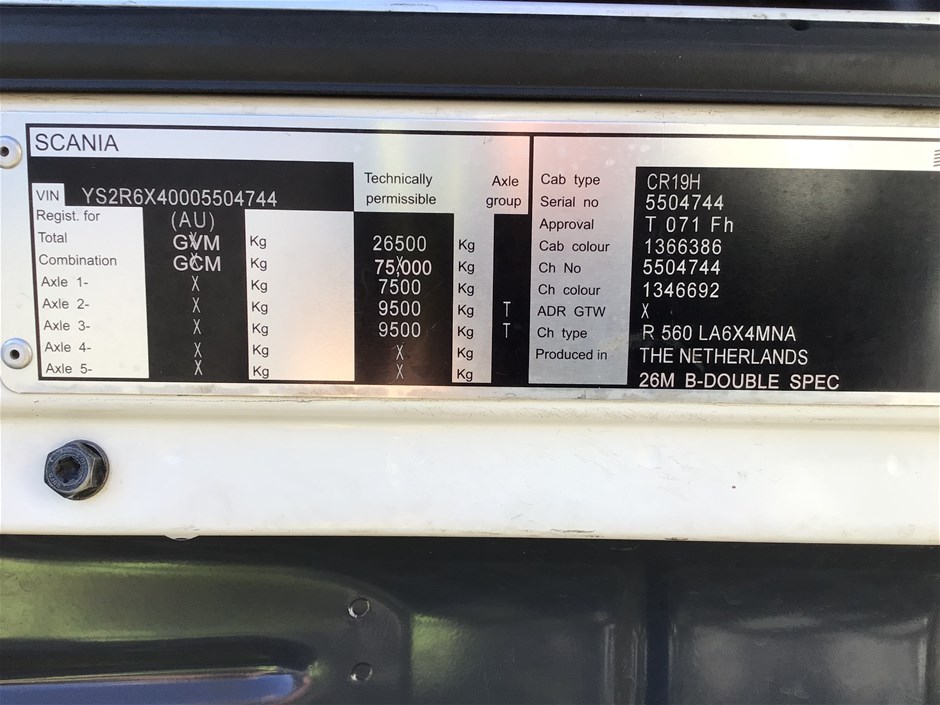 SCANIA
VIN YS2R6X40005504744
Technically permissible
Axle group
Regist. for (AU)
Total GVM Kg 26500 Kg
Combination GCM Kg 75,000 Kg
Axle 1- X Kg 7500 Kg
Axle 2- X Kg 9500 Kg T
Axle 3- X Kg 9500 Kg T
Axle 4- X Kg X Kg
Axle 5- X Kg X Kg
Cab type CR19H
Serial no 5504744
Approval T 071 Fh
Cab colour 1366386
Ch No 5504744
Ch colour 1346692
ADR GTW X
Ch type R 560 LA6X4MNA
Produced in THE NETHERLANDS
26M B-DOUBLE SPEC